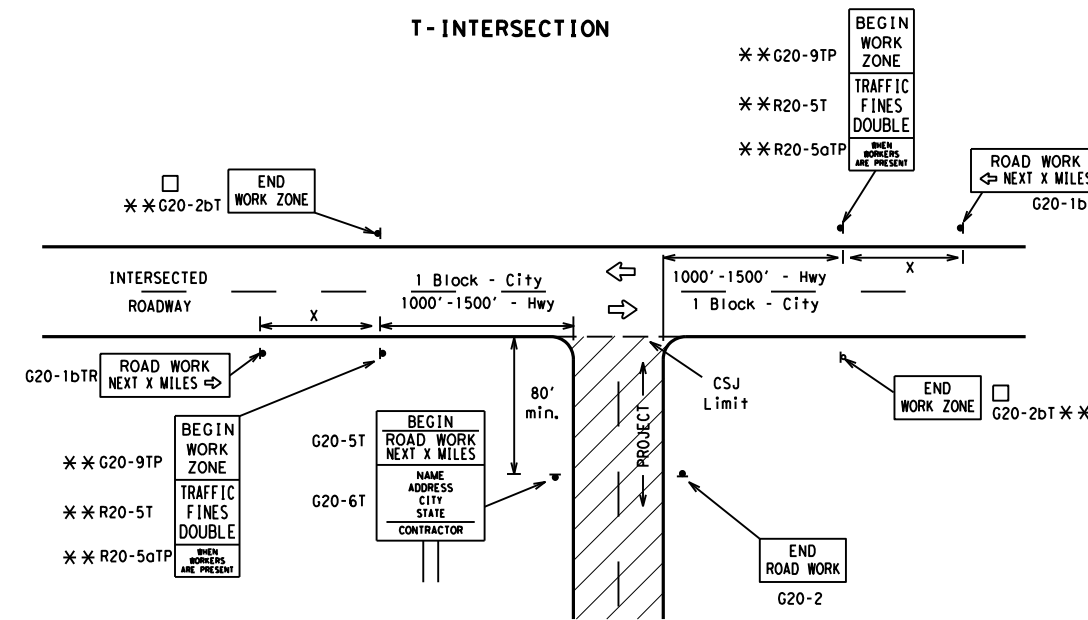 T-INTERSECTION
BEGIN
WORK
ZONE
TRAFFIC
FINES
DOUBLE
WHEN
WORKERS
ARE PRESENT
**G20-9TP
**R20-5T
**R20-5aTP
ROAD WORK
⇦ NEXT X MILES
G20-1b
END
WORK ZONE
□
**G20-2bT
INTERSECTED
ROADWAY
1 Block - City
1000'-1500' - Hwy
1000'-1500' - Hwy
1 Block - City
X
X
G20-1bTR
ROAD WORK
NEXT X MILES ⇨
80'
min.
CSJ
Limit
PROJECT
END
WORK ZONE
□
G20-2bT **
BEGIN
WORK
ZONE
TRAFFIC
FINES
DOUBLE
WHEN
WORKERS
ARE PRESENT
**G20-9TP
**R20-5T
**R20-5aTP
G20-5T
G20-6T
BEGIN
ROAD WORK
NEXT X MILES
NAME
ADDRESS
CITY
STATE
CONTRACTOR
END
ROAD WORK
G20-2